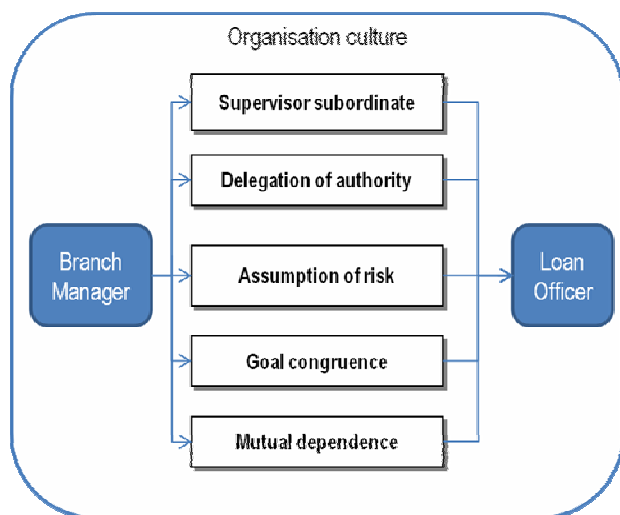 Organisation culture
Supervisor subordinate
Delegation of authority
Branch
Manager
Assumption of risk
Loan
Officer
Goal congruence
Mutual dependence